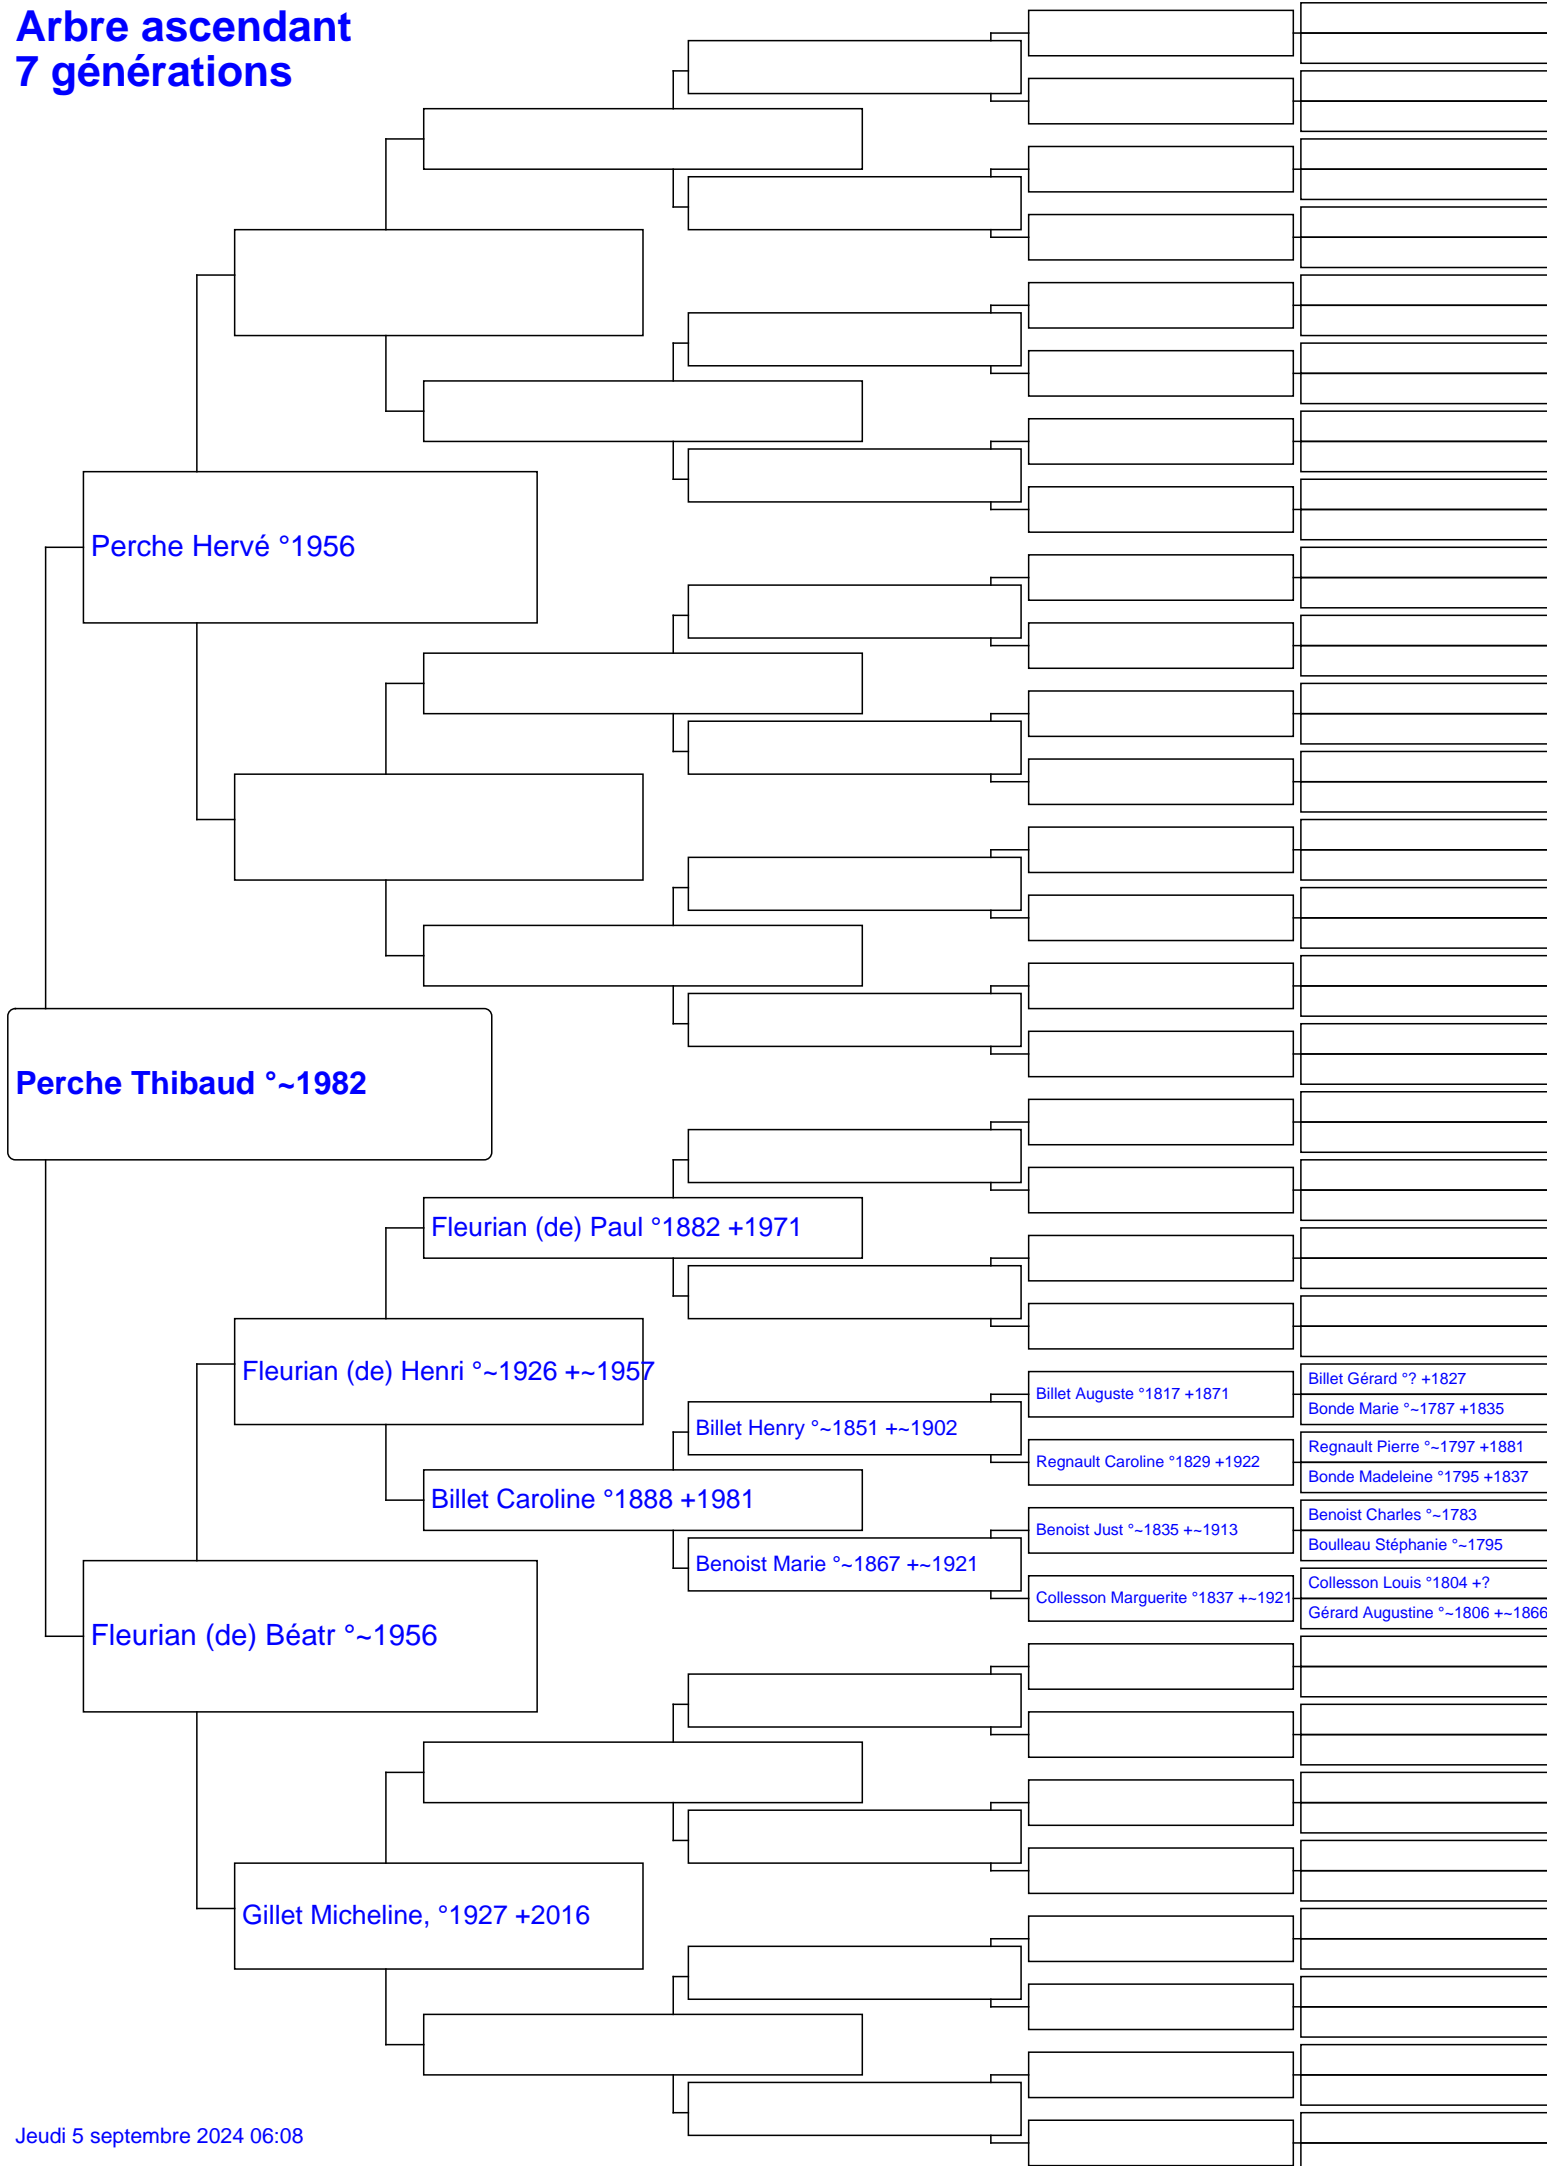 Arbre ascendant
7 générations
Perche Hervé °1956
Perche Thibaud °~1982
Fleurian (de) Paul °1882 +1971
Fleurian (de) Henri °~1926 +~1957
Billet Auguste °1817 +1871
Billet Gérard °? +1827
Bonde Marie °~1787 +1835
Billet Henry °~1851 +~1902
Regnault Caroline °1829 +1922
Regnault Pierre °~1797 +1881
Bonde Madeleine °1795 +1837
Billet Caroline °1888 +1981
Benoist Just °~1835 +~1913
Benoist Charles °~1783
Boulleau Stéphanie °~1795
Benoist Marie °~1867 +~1921
Collesson Marguerite °1837 +~1921
Collesson Louis °1804 +?
Gérard Augustine °~1806 +~1866
Fleurian (de) Béatr °~1956
Gillet Micheline, °1927 +2016
Jeudi 5 septembre 2024 06:08